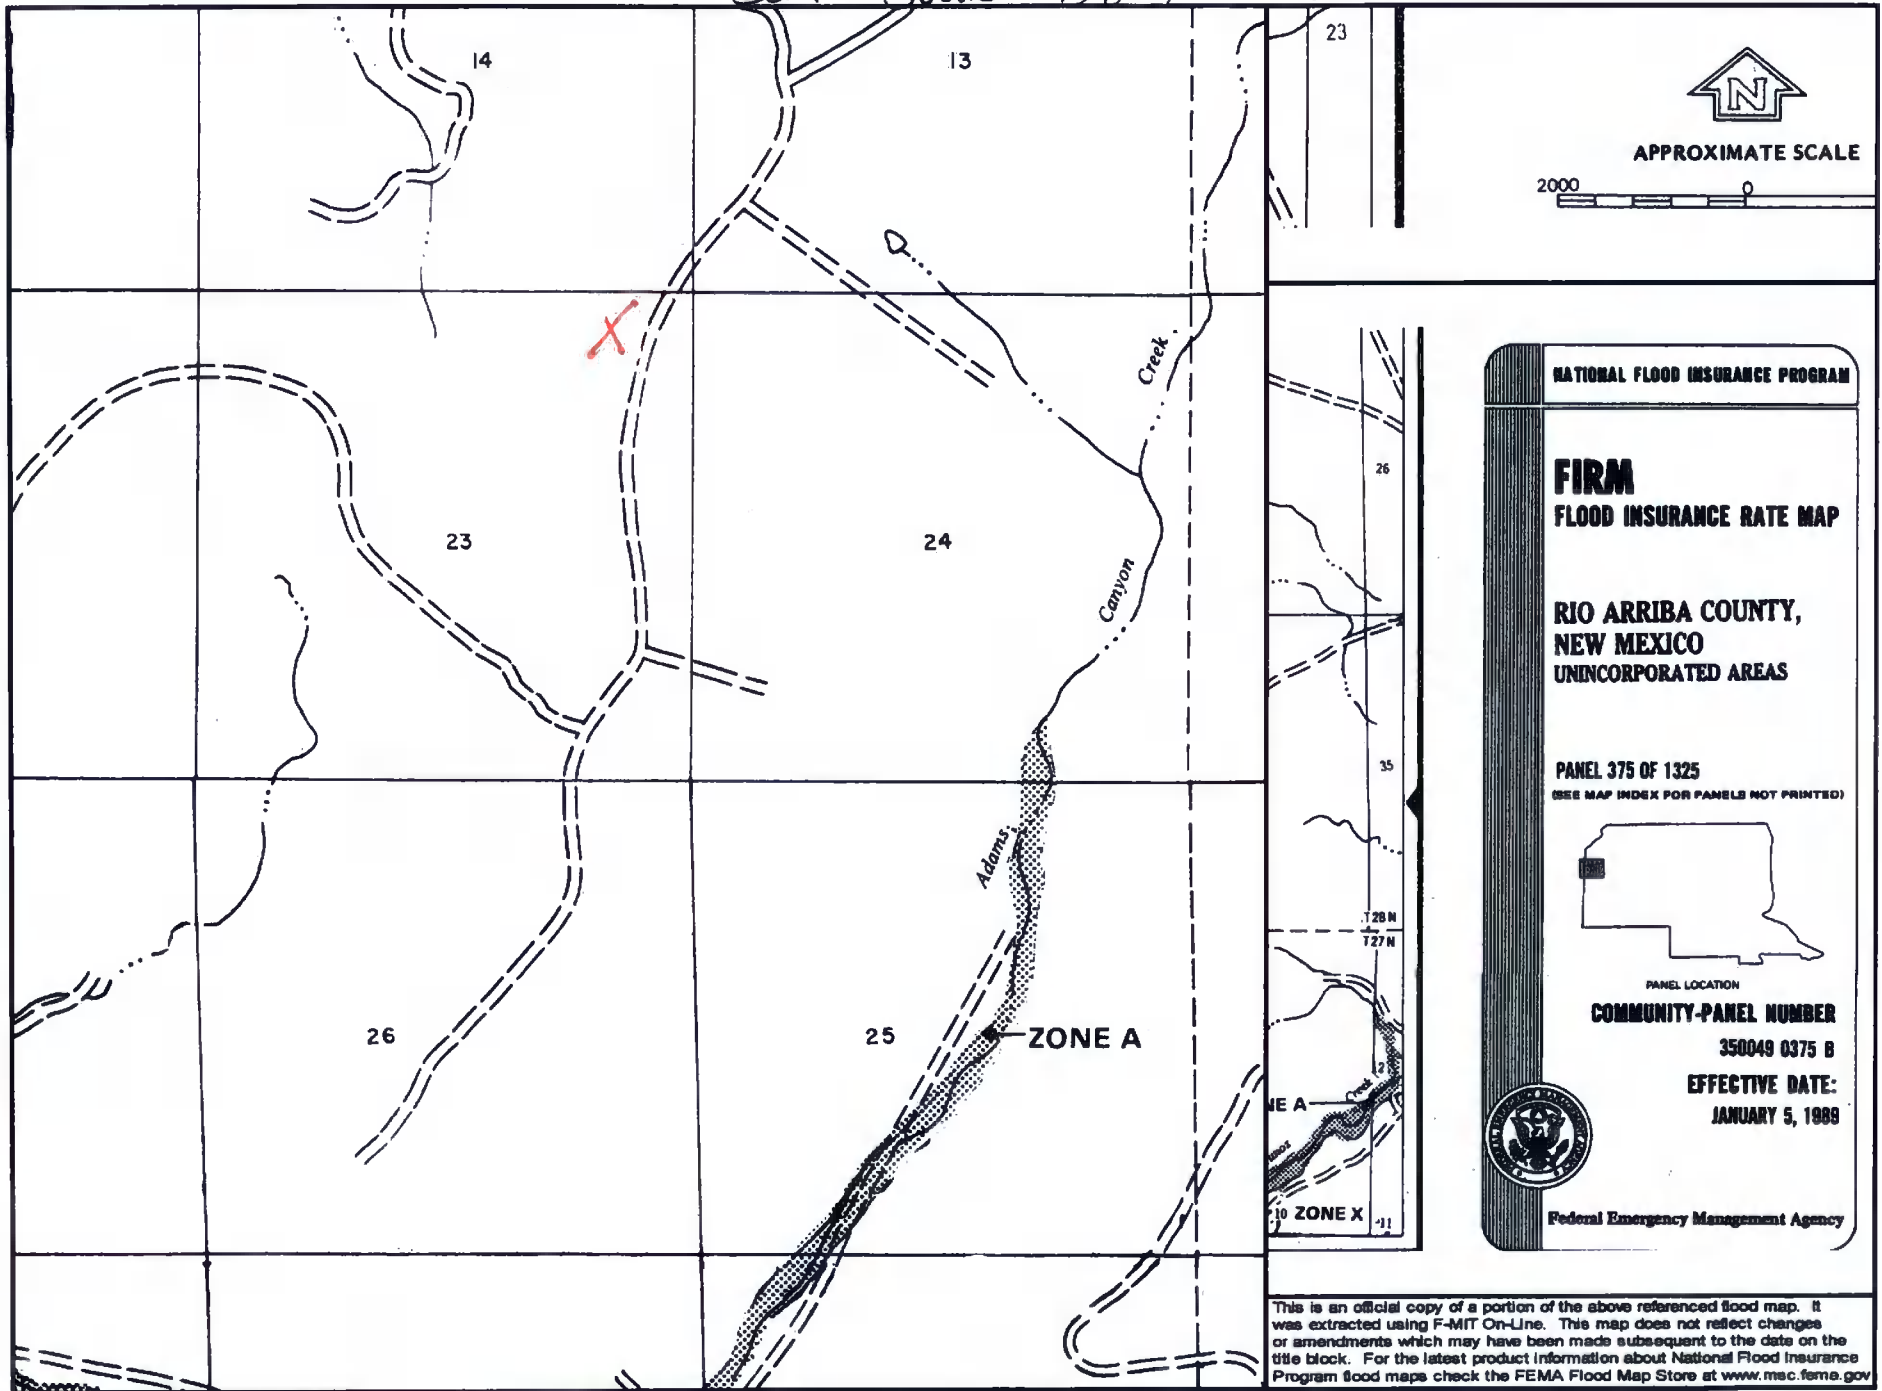 14
13
23
24
26
25
Creek
Canyon
Adams
ZONE A
X
23
26
35
T28N
T27N
12
Creek
NE A
10 ZONE X 11
N
APPROXIMATE SCALE
2000 0
NATIONAL FLOOD INSURANCE PROGRAM
FIRM
FLOOD INSURANCE RATE MAP
RIO ARRIBA COUNTY,
NEW MEXICO
UNINCORPORATED AREAS
PANEL 375 OF 1325
(SEE MAP INDEX FOR PANELS NOT PRINTED)
PANEL LOCATION
COMMUNITY-PANEL NUMBER
350049 0375 B
EFFECTIVE DATE:
JANUARY 5, 1989
Federal Emergency Management Agency
This is an official copy of a portion of the above referenced flood map. It
was extracted using F-MIT On-Line. This map does not reflect changes
or amendments which may have been made subsequent to the date on the
title block. For the latest product information about National Flood Insurance
Program flood maps check the FEMA Flood Map Store at www.msc.fema.gov